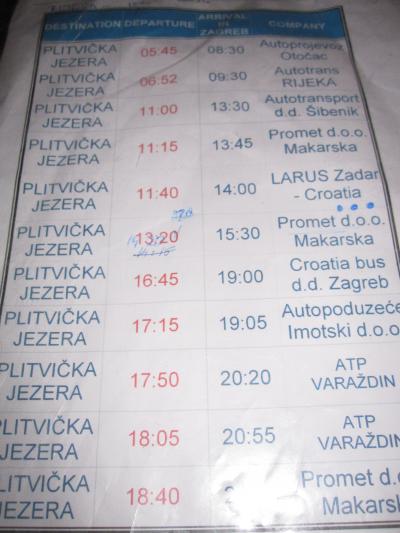 DESTINATION DEPARTURE ARRIVAL IN ZAGREB COMPANY
PLITVIČKA JEZERA 05:45 08:30 Autoprojevoz Otočac
PLITVIČKA JEZERA 06:52 09:30 Autotrans RIJEKA
PLITVIČKA JEZERA 11:00 13:30 Autotransport d.d. Šibenik
PLITVIČKA JEZERA 11:15 13:45 Promet d.o.o. Makarska
PLITVIČKA JEZERA 11:40 14:00 LARUS Zadar - Croatia
PLITVIČKA JEZERA 13:20 15:30 Promet d.o.o. Makarska
PLITVIČKA JEZERA 16:45 19:00 Croatia bus d.d. Zagreb
PLITVIČKA JEZERA 17:15 19:05 Autopoduzeće Imotski d.o.o
PLITVIČKA JEZERA 17:50 20:20 ATP VARAŽDIN
PLITVIČKA JEZERA 18:05 20:55 ATP VARAŽDIN
PLITVIČKA JEZERA 18:40 Promet d. Makarsk